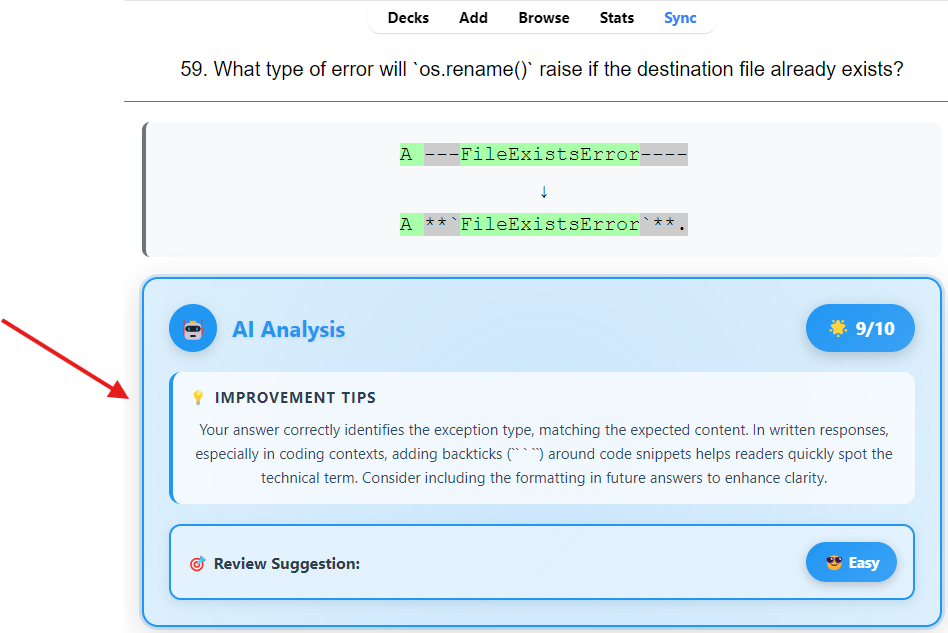 Decks Add Browse Stats Sync
59. What type of error will `os.rename()` raise if the destination file already exists?
A ---FileExistsError----
↓
A **`FileExistsError`**.
AI Analysis
9/10
IMPROVEMENT TIPS
Your answer correctly identifies the exception type, matching the expected content. In written responses,
especially in coding contexts, adding backticks (`` ` ``) around code snippets helps readers quickly spot the
technical term. Consider including the formatting in future answers to enhance clarity.
Review Suggestion:
Easy